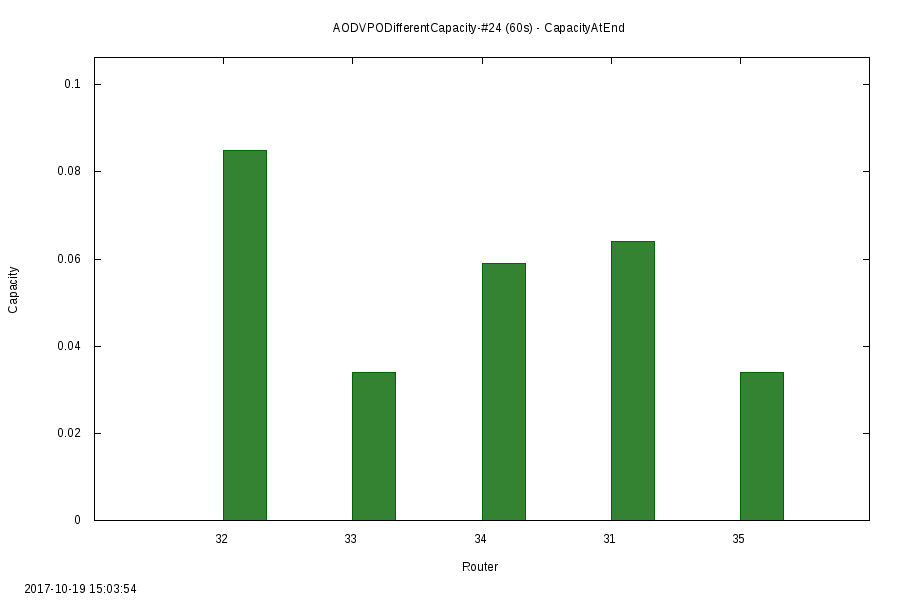 AODVPODifferentCapacity-#24 (60s) - CapacityAtEnd
0.1
0.08
0.06
0.04
0.02
0
Capacity
32 33 34 31 35
Router
2017-10-19 15:03:54